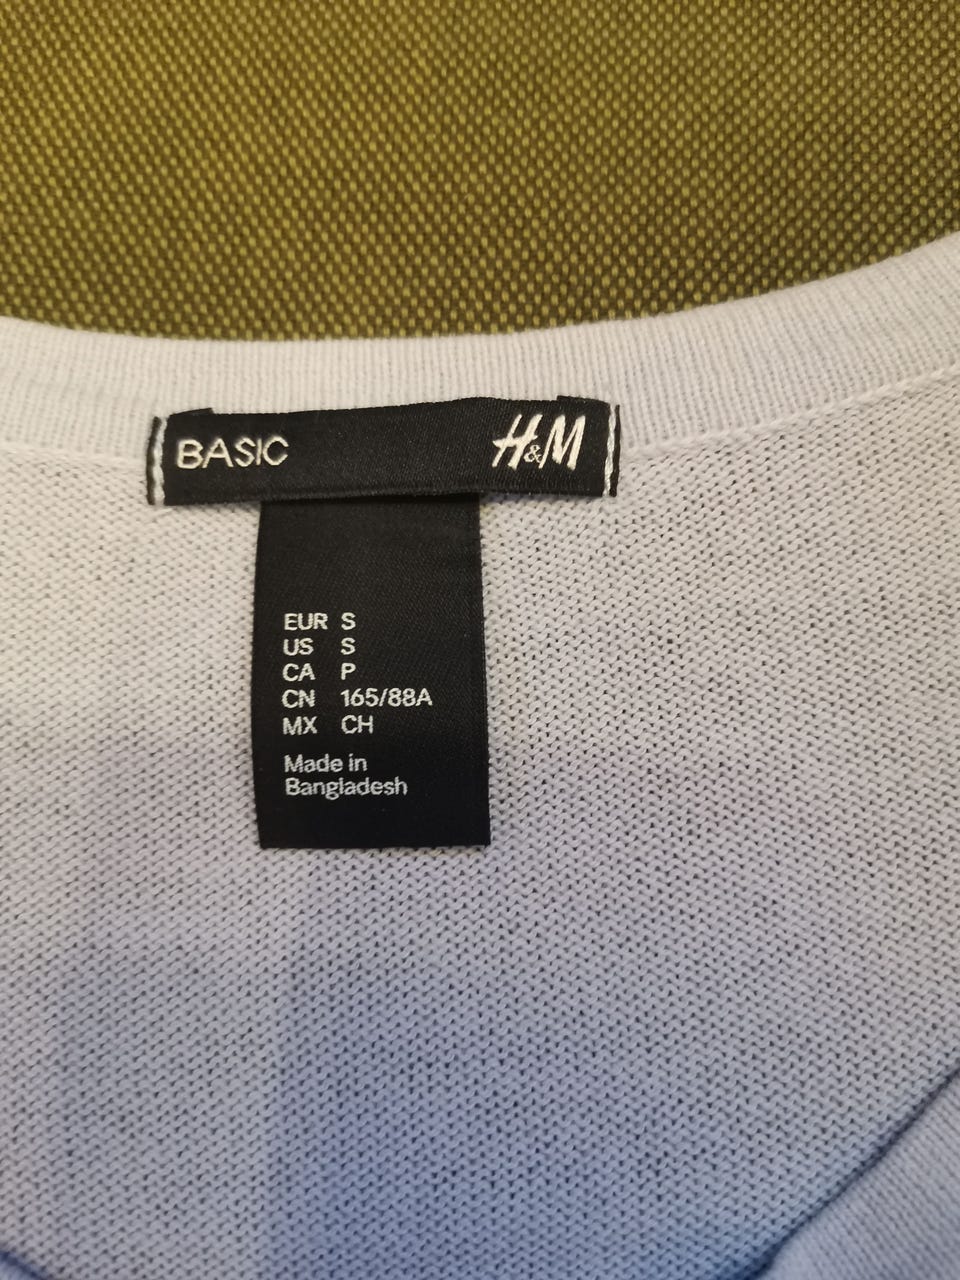 BASIC H&M
EUR S
US S
CA P
CN 165/88A
MX CH
Made in
Bangladesh